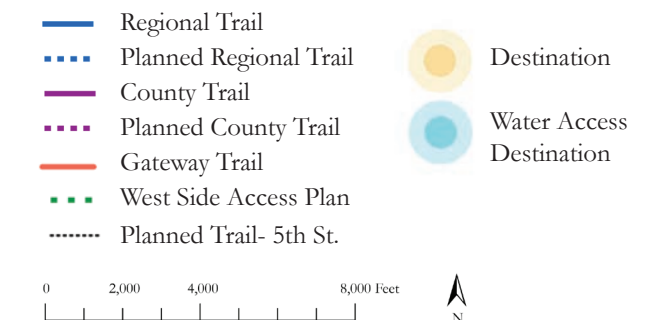 Regional Trail
Planned Regional Trail
County Trail
Planned County Trail
Gateway Trail
West Side Access Plan
Planned Trail- 5th St.
Destination
Water Access
Destination
0 2,000 4,000 8,000 Feet
N